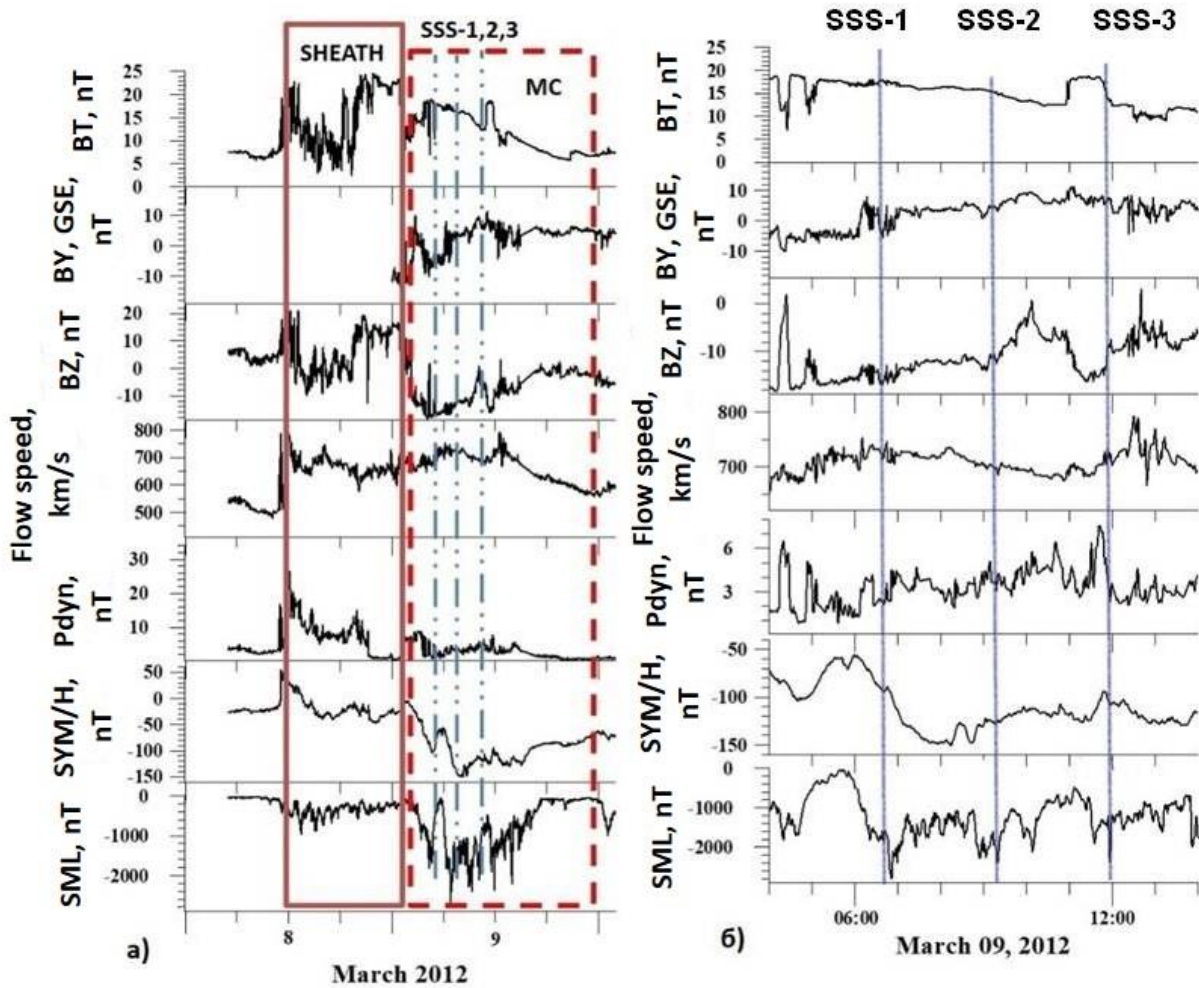 SHEATH
SSS-1,2,3
MC
BT, nT
25
20
15
10
5
0
BY, GSE,
nT
10
0
-10
BZ, nT
20
10
0
-10
Flow speed,
km/s
800
700
600
500
Pdyn,
nT
30
20
10
SYM/H,
nT
50
0
-50
-100
-150
SML, nT
0
-1000
-2000
8
9
а)
March 2012
SSS-1
SSS-2
SSS-3
BT, nT
25
20
15
10
5
0
BY, GSE,
nT
10
0
-10
BZ, nT
0
-10
Flow speed,
km/s
800
700
Pdyn,
nT
6
3
SYM/H,
nT
-50
-100
-150
SML, nT
0
-1000
-2000
06:00
12:00
б)
March 09, 2012